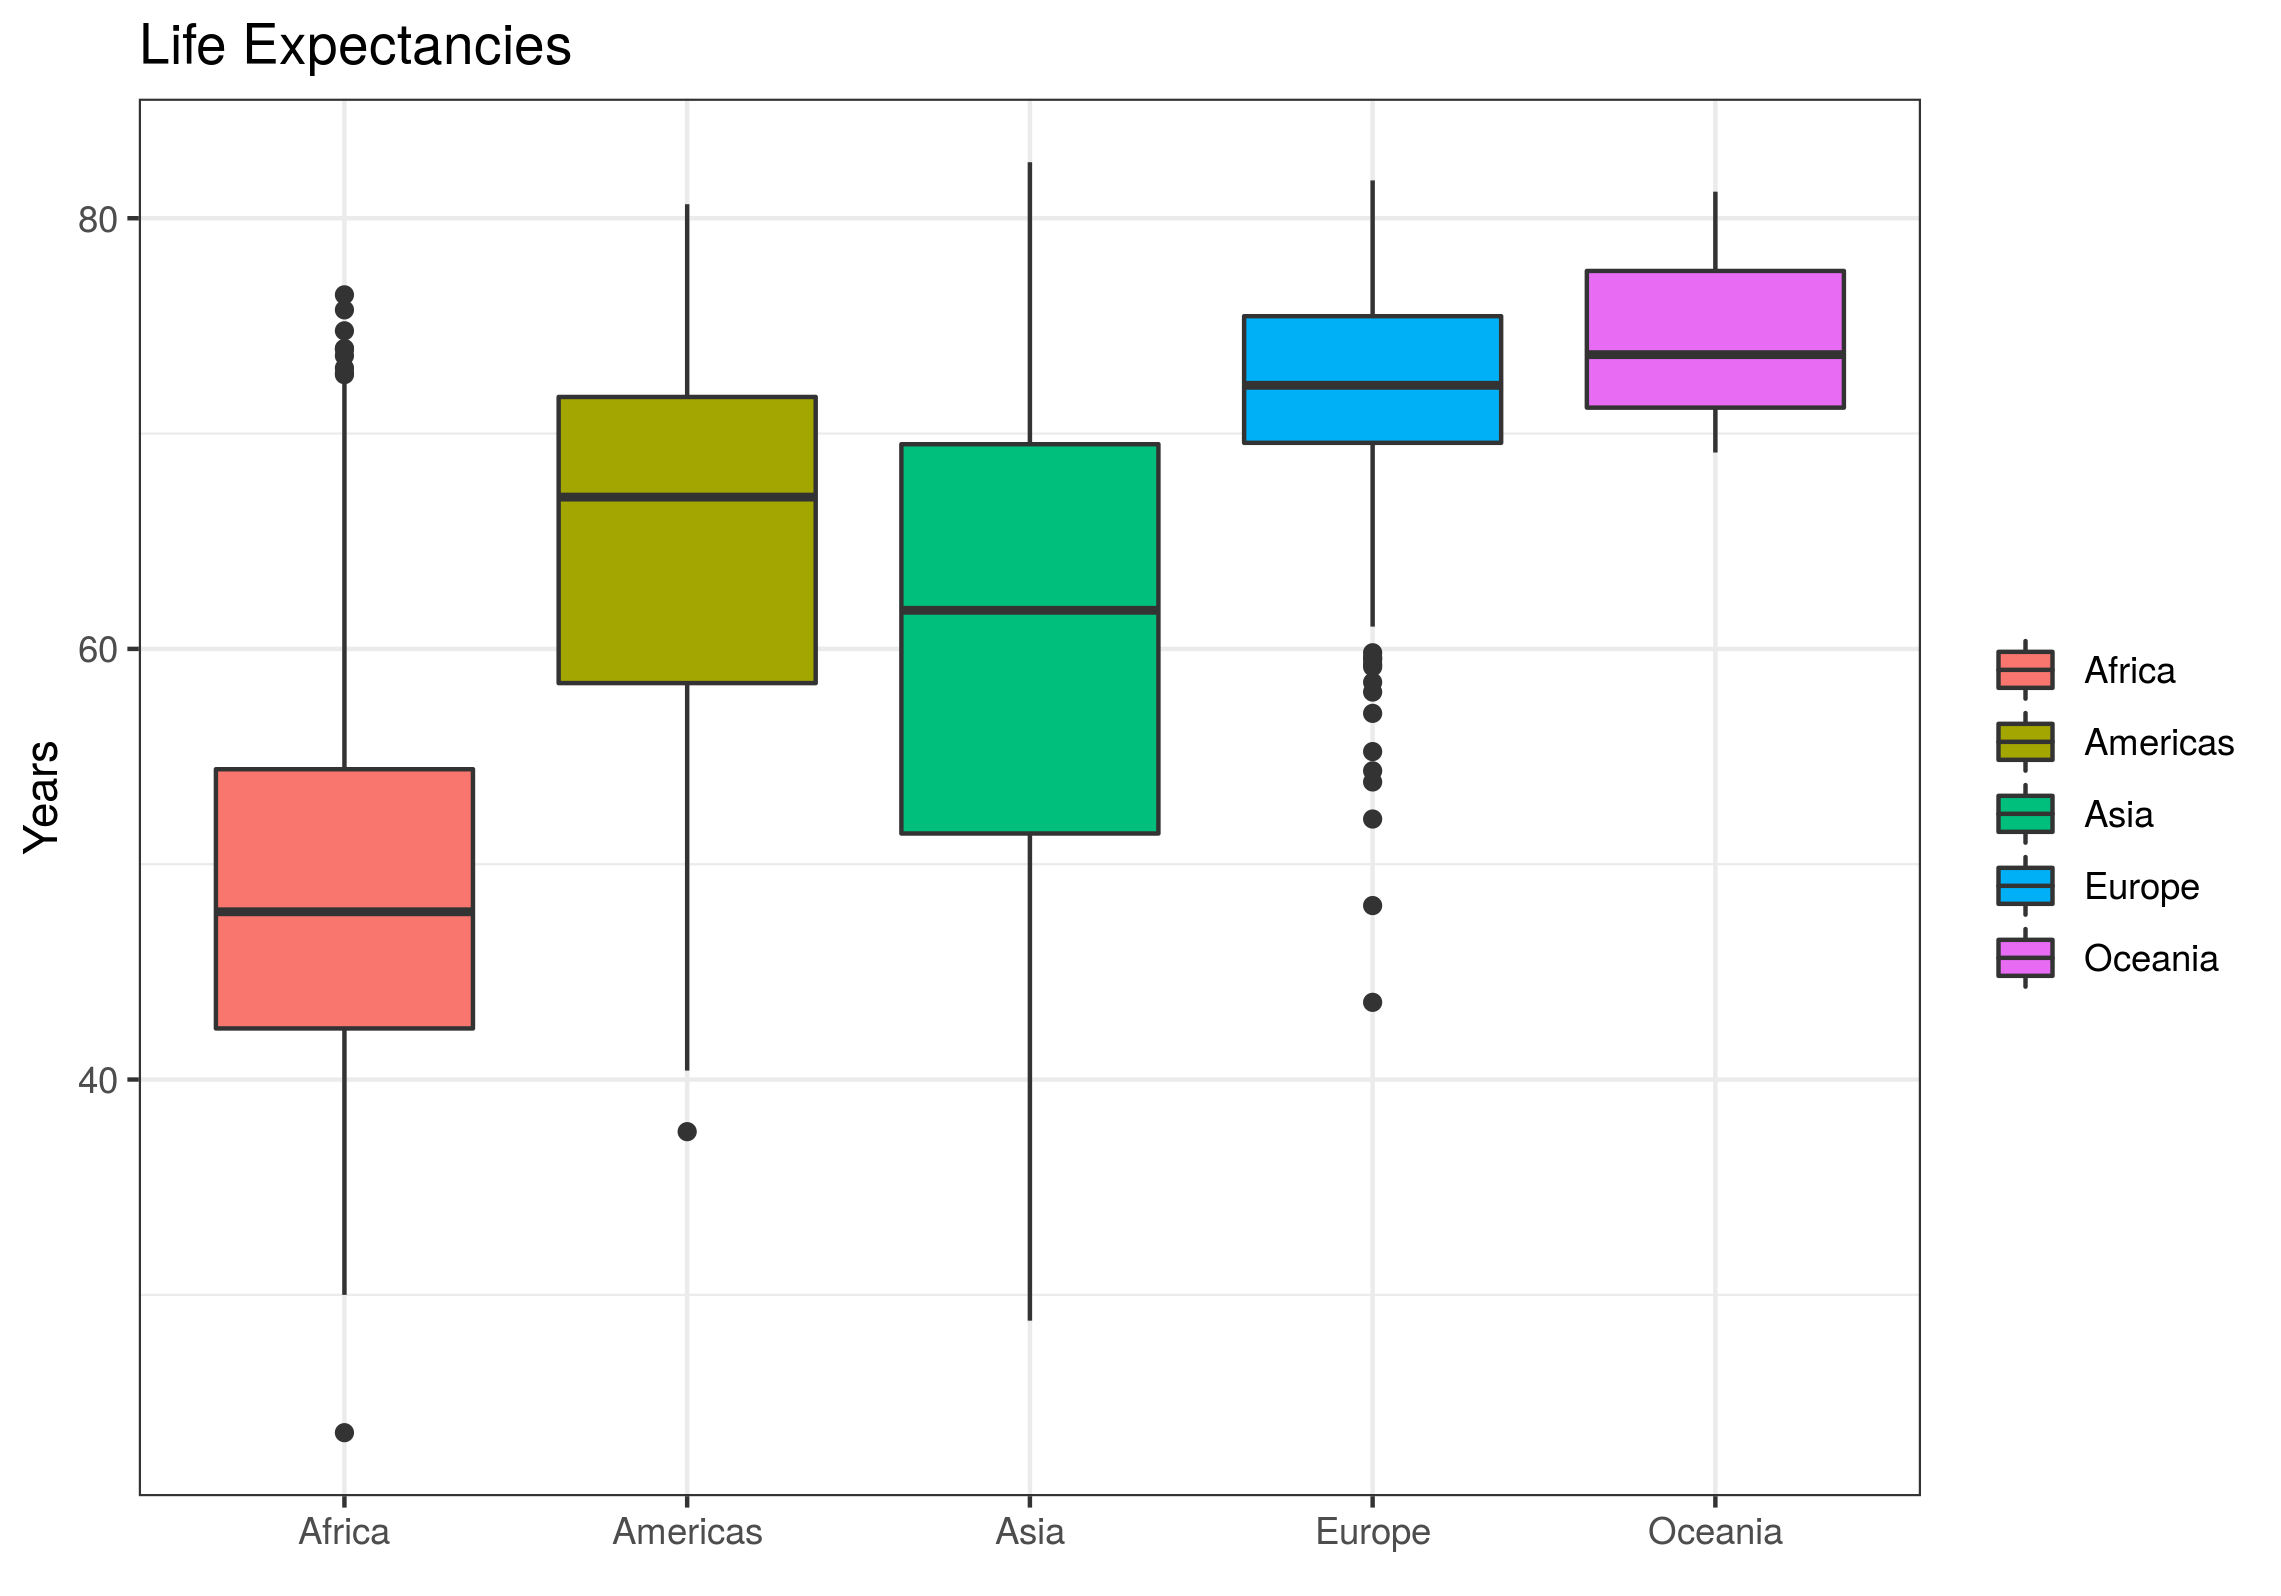 Life Expectancies
Years
80
60
40
Africa
Americas
Asia
Europe
Oceania
Africa
Americas
Asia
Europe
Oceania